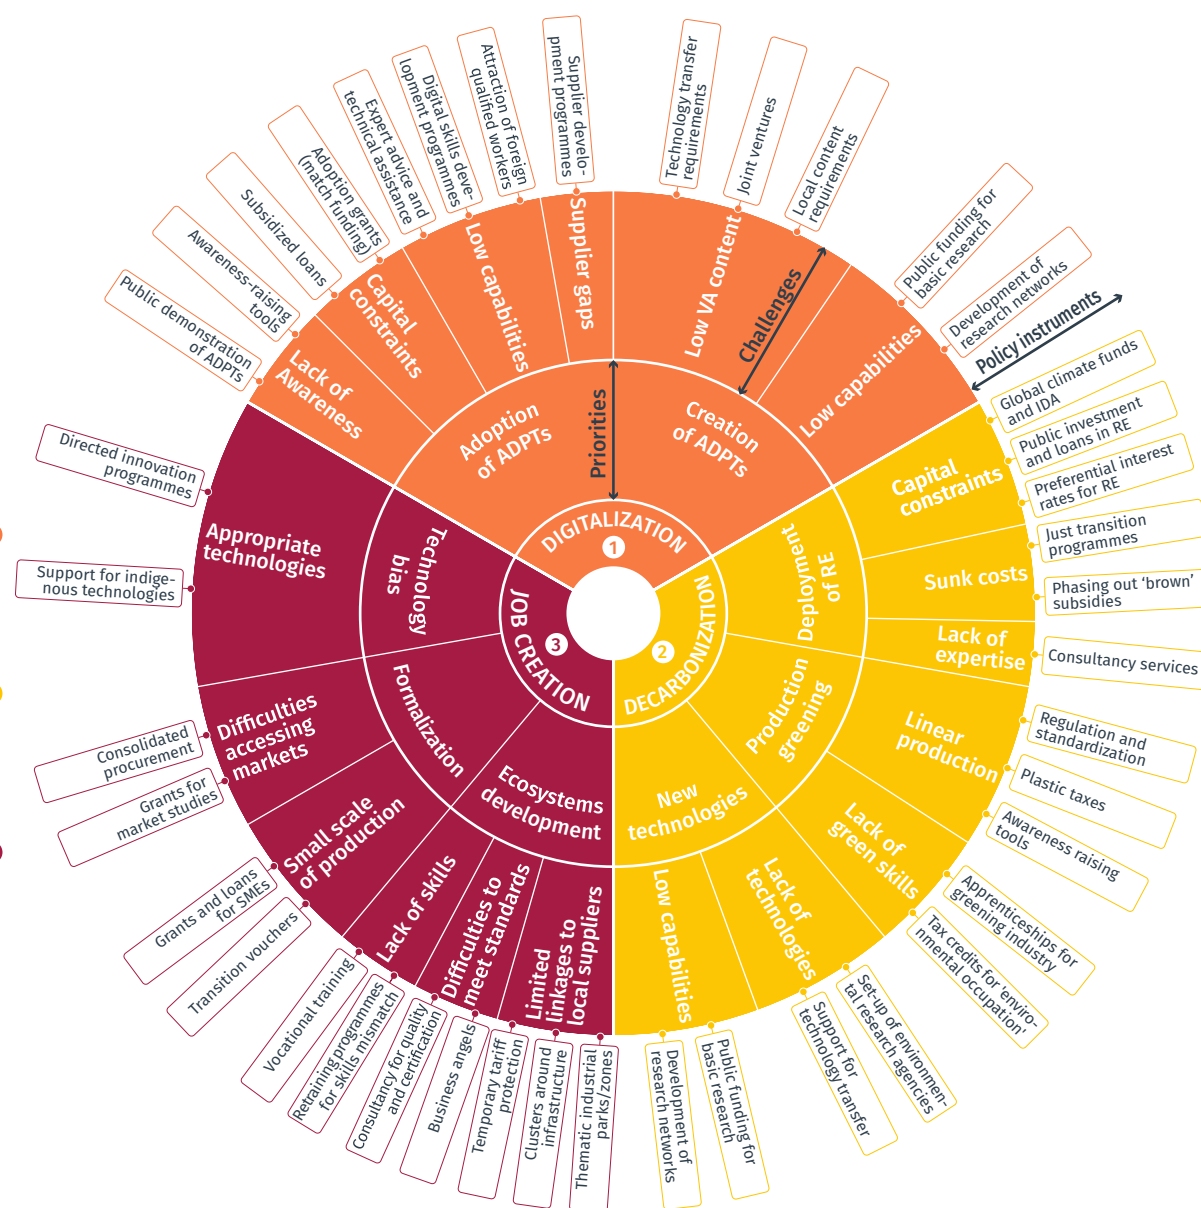 DIGITALIZATION
1
Priorities
Challenges
Policy instruments
Adoption
of ADPTs
Lack of
Awareness
Public demonstration
of ADPTs
Awareness-raising
tools
Capital
constraints
Subsidized loans
Adoption grants
(match funding)
Low capabilities
Expert advice and
technical assistance
Digital skills deve-
lopment programmes
Attraction of foreign
qualified workers
Supplier gaps
Supplier develo-
pment programmes
Creation
of ADPTs
Low VA content
Technology transfer
requirements
Joint ventures
Local content
requirements
Low capabilities
Public funding for
basic research
Development of
research networks
DECARBONIZATION
2
Deployment
of RE
Capital
constraints
Global climate funds
and IDA
Public investment
and loans in RE
Preferential interest
rates for RE
Sunk costs
Just transition
programmes
Phasing out ‘brown’
subsidies
Lack of
expertise
Consultancy services
Production
greening
Linear
production
Regulation and
standardization
Plastic taxes
Awareness raising
tools
Lack of
green skills
Apprenticeships for
greening industry
Tax credits for 'enviro-
nmental occupation'
New
technologies
Lack of
technologies
Set-up of environmen-
tal research agencies
Support for
technology transfer
Low capabilities
Public funding for
basic research
Development of
research networks
JOB CREATION
3
Ecosystems
development
Limited
linkages to
local suppliers
Thematic industrial
parks/zones
Clusters around
infrastructure
Temporary tariff
protection
Difficulties to
meet standards
Business angels
Consultancy for quality
and certification
Lack of skills
Retraining programmes
for skills mismatch
Vocational training
Formalization
Small scale
of production
Transition vouchers
Grants and loans
for SMEs
Difficulties
accessing
markets
Grants for
market studies
Consolidated
procurement
Technology
bias
Appropriate
technologies
Support for indige-
nous technologies
Directed innovation
programmes